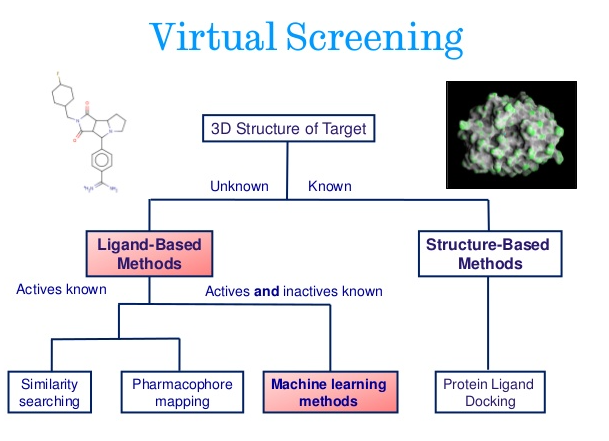 Virtual Screening
3D Structure of Target
Unknown
Known
Ligand-Based
Methods
Structure-Based
Methods
Actives known
Actives and inactives known
Similarity
searching
Pharmacophore
mapping
Machine learning
methods
Protein Ligand
Docking
F
O
N
N
O